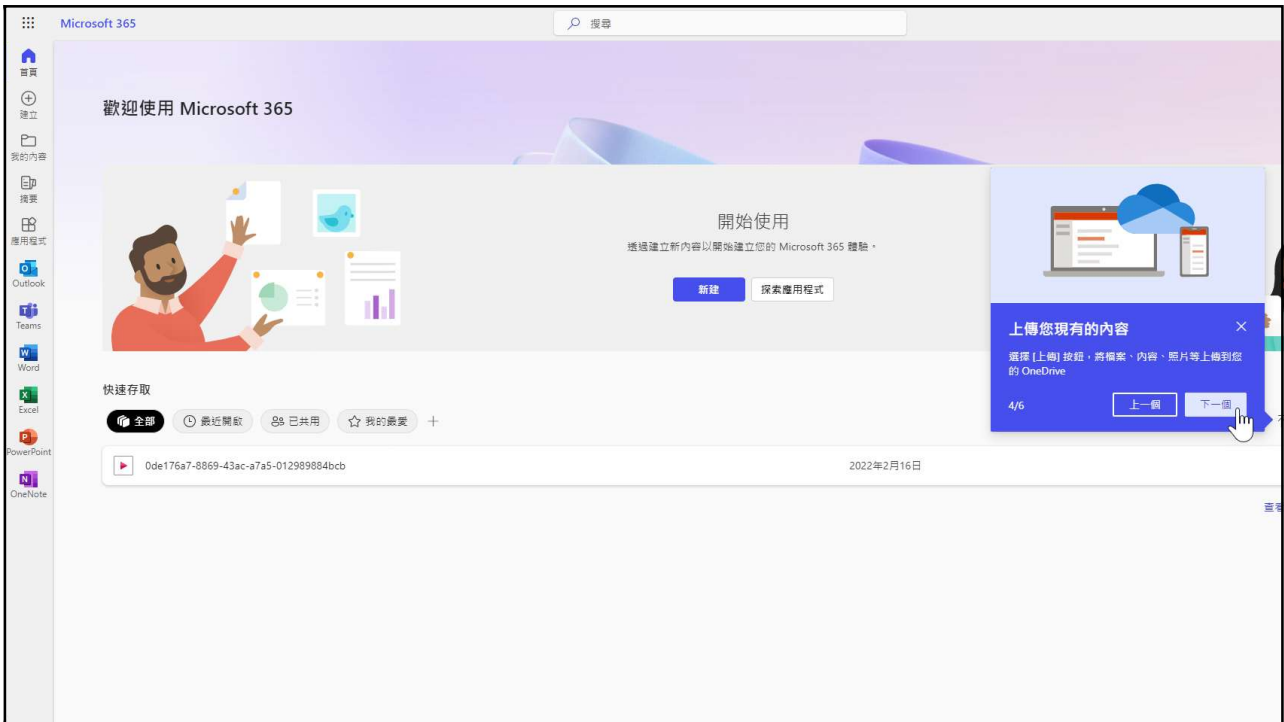 Microsoft 365
搜尋
首頁
建立
我的內容
摘要
應用程式
Outlook
Teams
Word
Excel
PowerPoint
OneNote
歡迎使用 Microsoft 365
開始使用
透過建立新內容以開始建立您的 Microsoft 365 體驗。
新建
探索應用程式
上傳您現有的內容
選擇 [上傳] 按鈕，將檔案、內容、照片等上傳到您
的 OneDrive
4/6
上一個
下一個
快速存取
全部
最近開啟
已共用
我的最愛
0de176a7-8869-43ac-a7a5-012989884bcb
2022年2月16日
查看